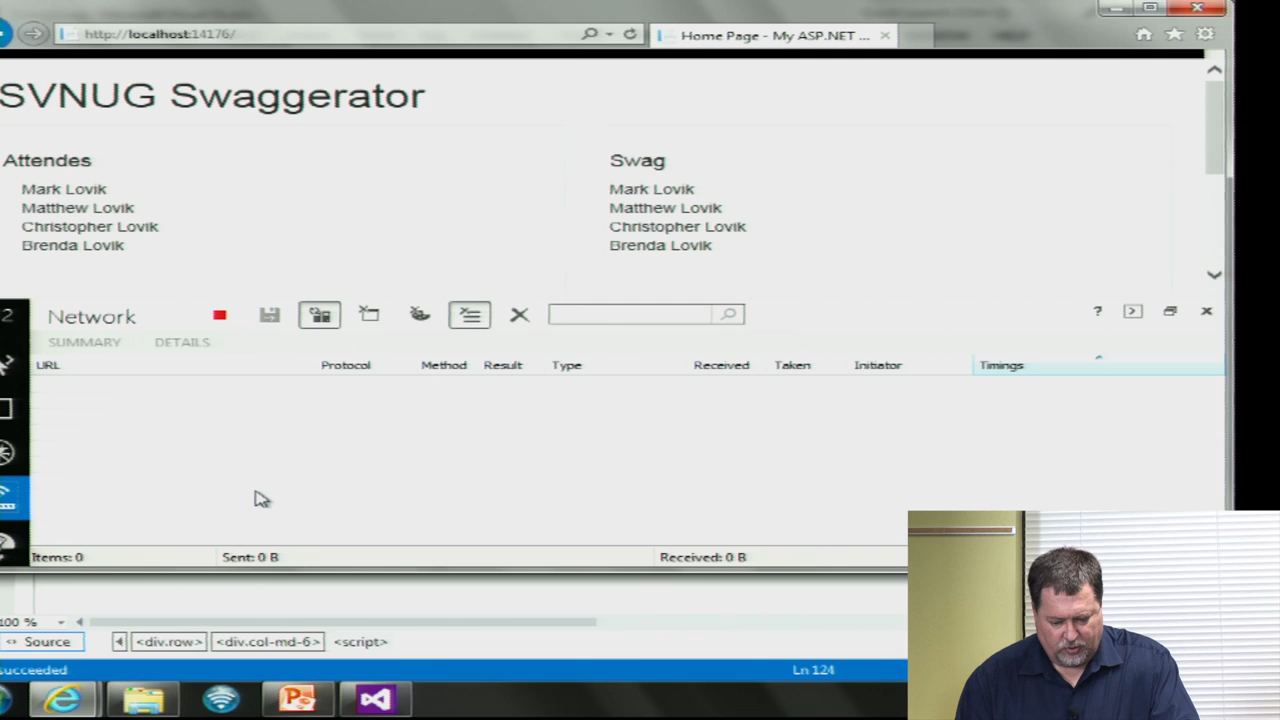 http://localhost:14176/
Home Page - My ASP.NET ...
SVNUG Swaggerator
Attendes
Mark Lovik
Matthew Lovik
Christopher Lovik
Brenda Lovik
Swag
Mark Lovik
Matthew Lovik
Christopher Lovik
Brenda Lovik
2
Network
?
SUMMARY DETAILS
URL Protocol Method Result Type Received Taken Initiator Timings
Items: 0 Sent: 0 B Received: 0 B
100 %
Source <div.row> <div.col-md-6> <script>
succeeded Ln 124